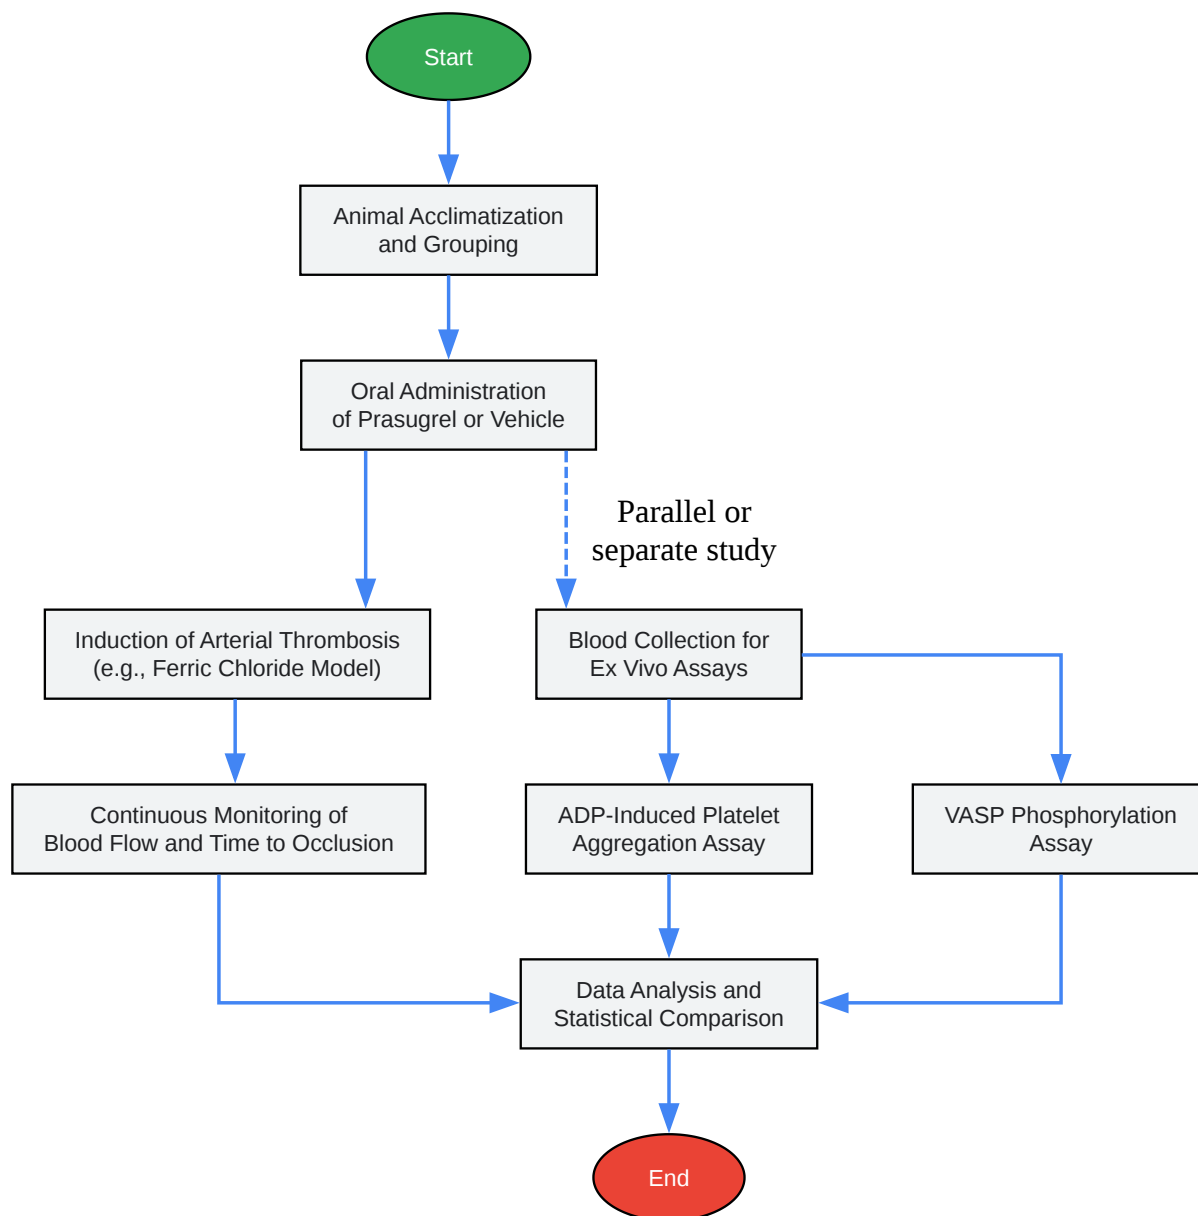 Start
Animal Acclimatization
and Grouping
Oral Administration
of Prasugrel or Vehicle
Parallel or
separate study
Induction of Arterial Thrombosis
(e.g., Ferric Chloride Model)
Blood Collection for
Ex Vivo Assays
Continuous Monitoring of
Blood Flow and Time to Occlusion
ADP-Induced Platelet
Aggregation Assay
VASP Phosphorylation
Assay
Data Analysis and
Statistical Comparison
End